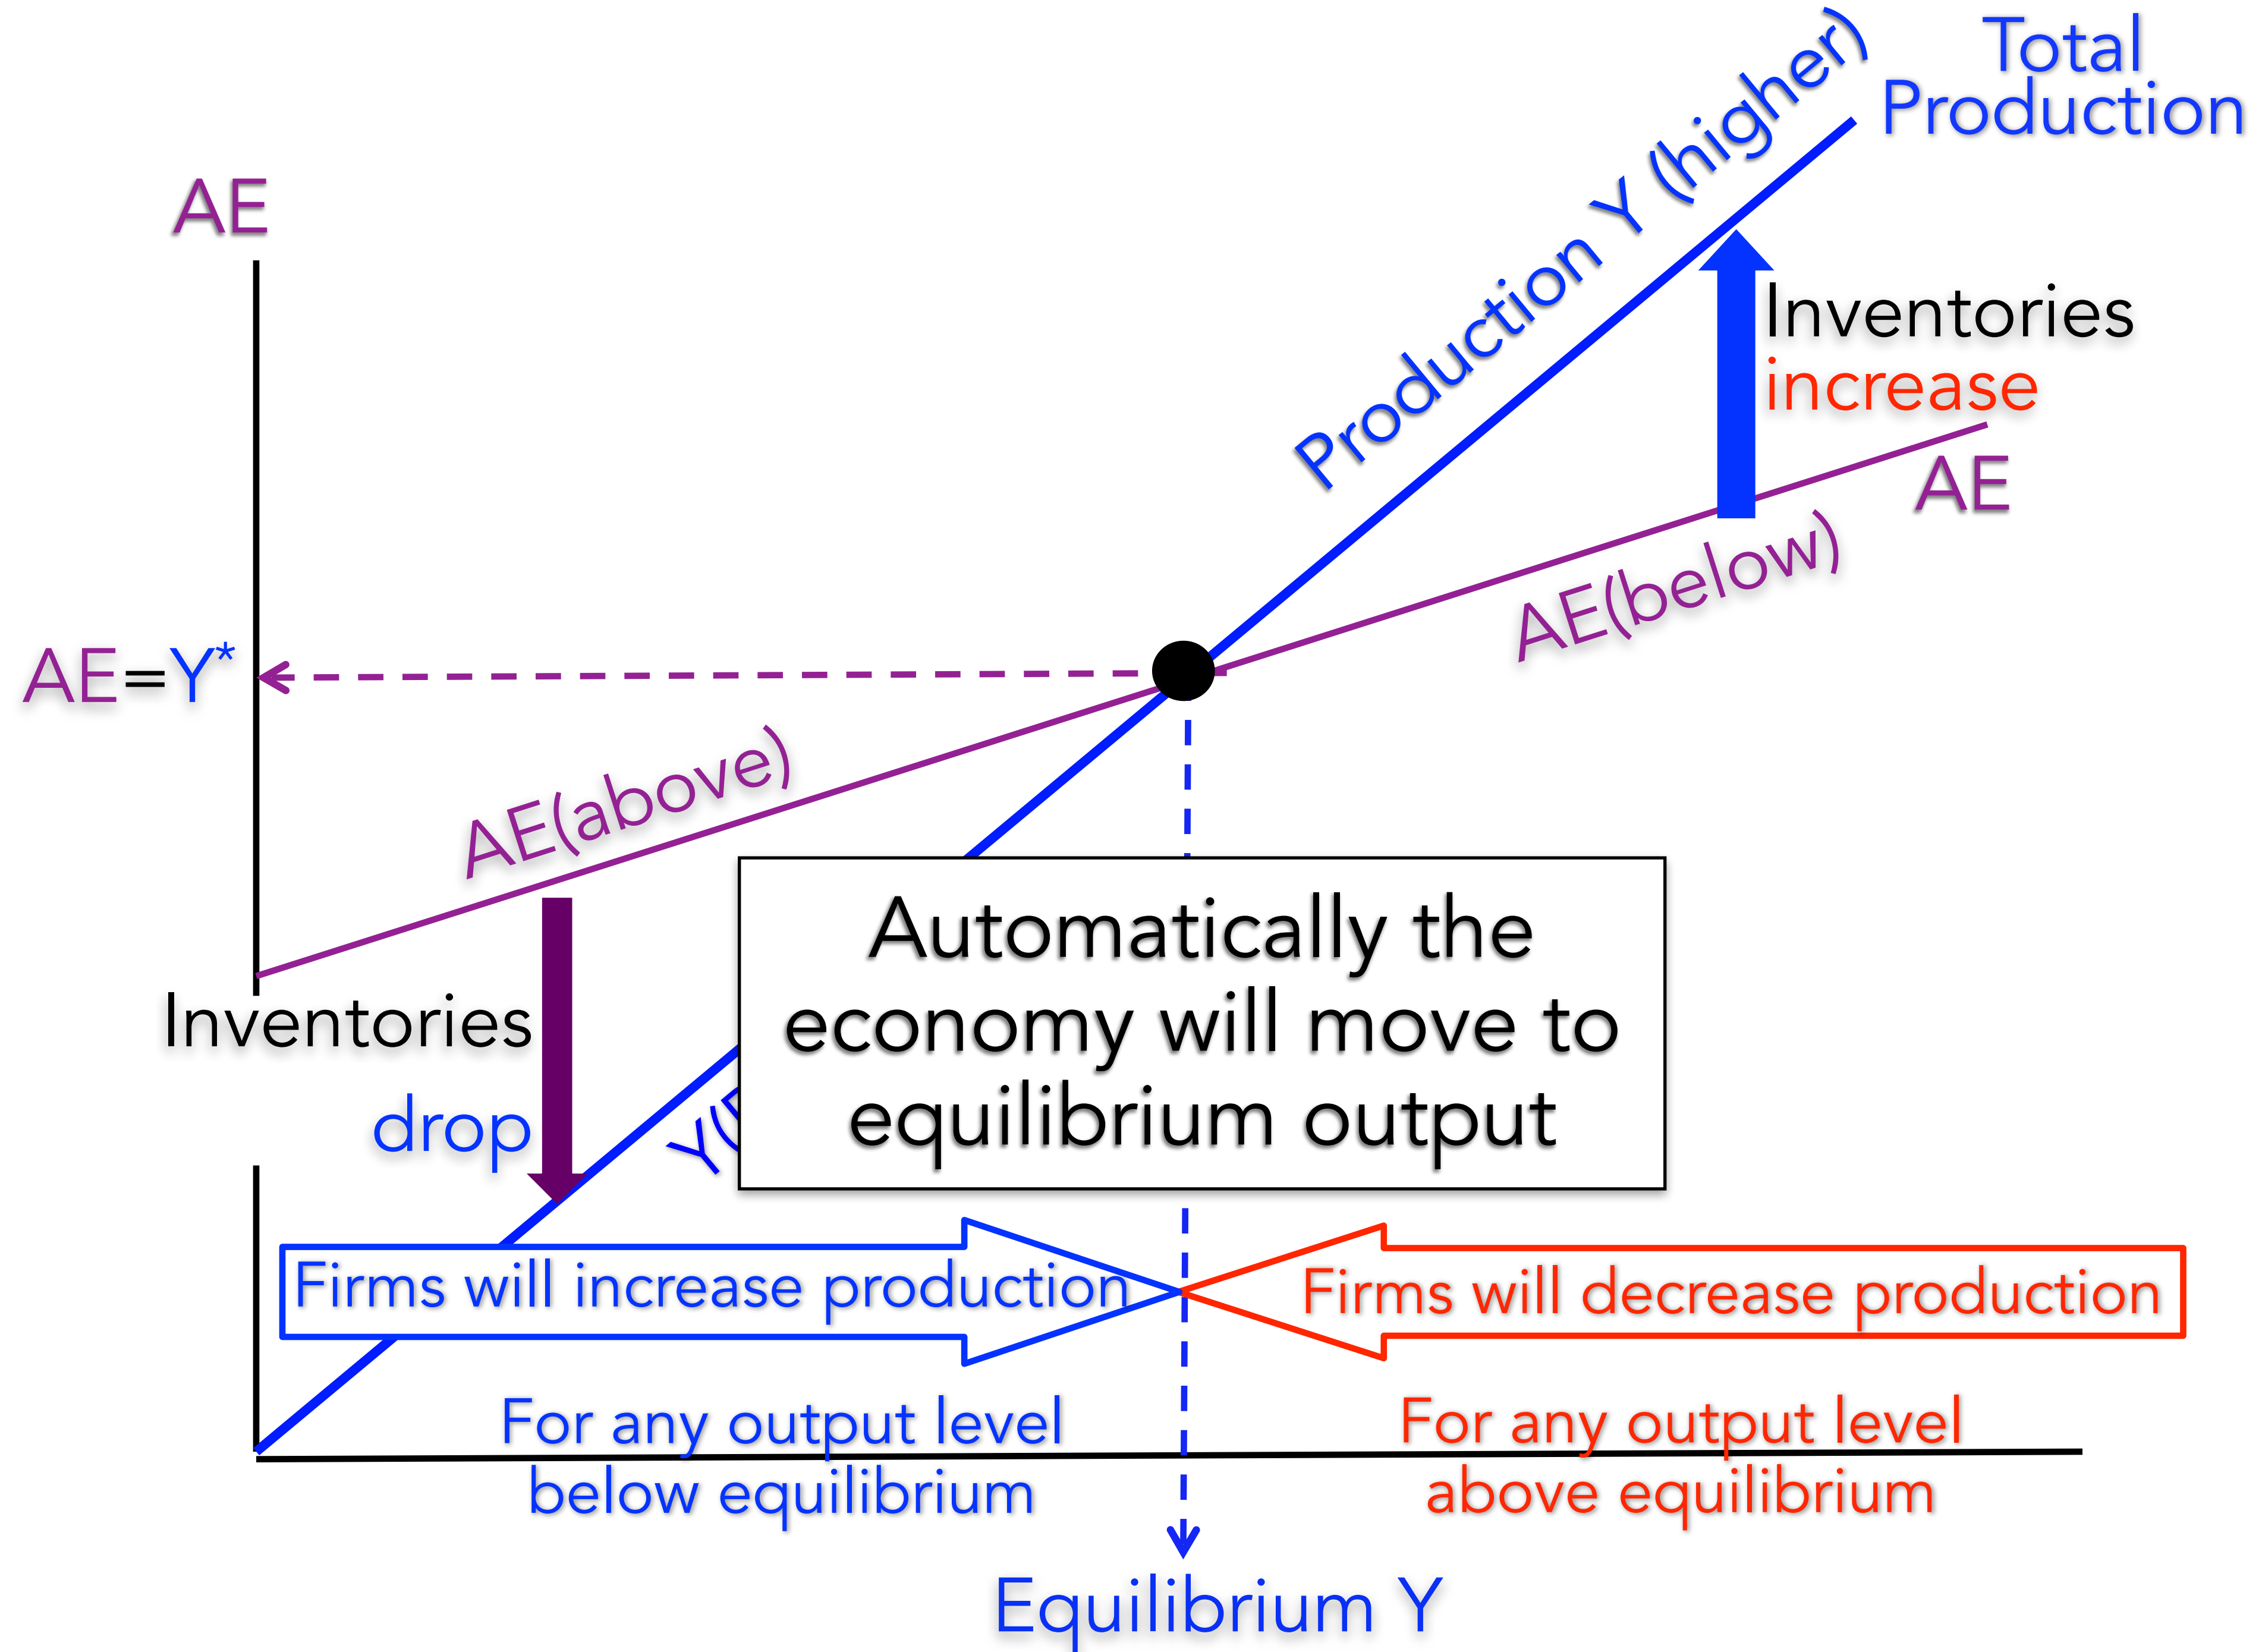 Total
Production
Production Y (higher)
AE
Inventories
increase
AE
AE(below)
AE=Y*
AE(above)
Automatically the
economy will move to
equilibrium output
Inventories
drop
Firms will increase production
Firms will decrease production
For any output level
below equilibrium
For any output level
above equilibrium
Equilibrium Y